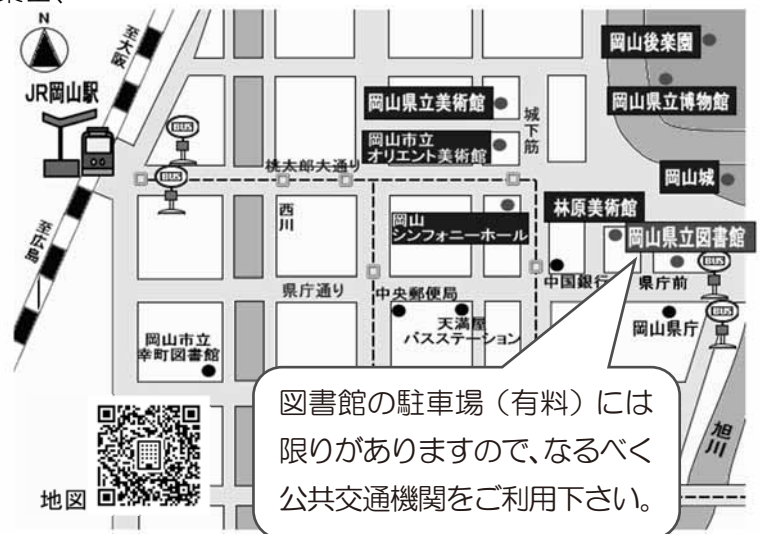 N
至大阪
JR岡山駅
BUS
BUS
岡山後楽園
岡山県立美術館
岡山県立博物館
岡山市立
オリエント美術館
城下筋
桃太郎大通り
岡山城
西川
岡山
シンフォニーホール
林原美術館
岡山県立図書館
至広島
県庁通り
中央郵便局
中国銀行
県庁前
BUS
天満屋
バスステーション
岡山県庁
BUS
岡山市立
幸町図書館
図書館の駐車場（有料）には
限りがありますので、なるべく
公共交通機関をご利用下さい。
旭川
地図